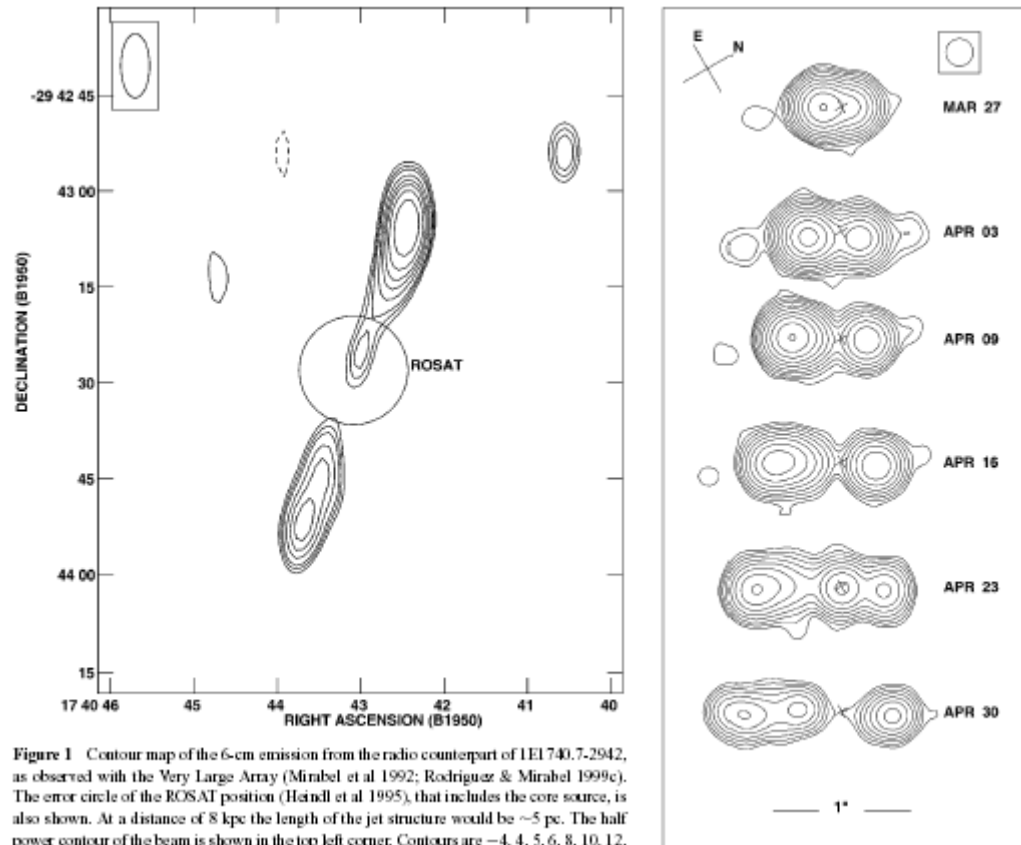 -29 42 45
43 00
15
30
45
44 00
15
DECLINATION (B1950)
ROSAT
17 40 46
45
44
43
42
41
40
RIGHT ASCENSION (B1950)
Figure 1 Contour map of the 6-cm emission from the radio counterpart of 1E1740.7-2942,
as observed with the Very Large Array (Mirabel et al 1992; Rodriguez & Mirabel 1999c).
The error circle of the ROSAT position (Heindl et al 1995), that includes the core source, is
also shown. At a distance of 8 kpc the length of the jet structure would be ~5 pc. The half
power contour of the beam is shown in the top left corner. Contours are −4, 4, 5, 6, 8, 10, 12,
E
N
MAR 27
APR 03
APR 09
APR 16
APR 23
APR 30
1"